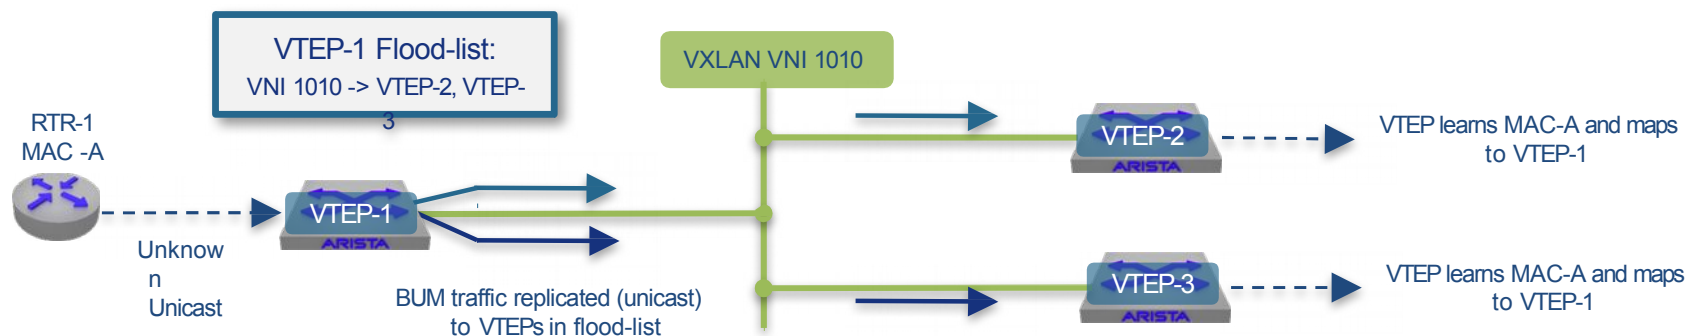 VTEP-1 Flood-list:
VNI 1010 -> VTEP-2, VTEP-
3
VXLAN VNI 1010
RTR-1
MAC -A
VTEP-1
ARISTA
Unknow
n
Unicast
BUM traffic replicated (unicast)
to VTEPs in flood-list
VTEP-2
ARISTA
VTEP learns MAC-A and maps
to VTEP-1
VTEP-3
ARISTA
VTEP learns MAC-A and maps
to VTEP-1